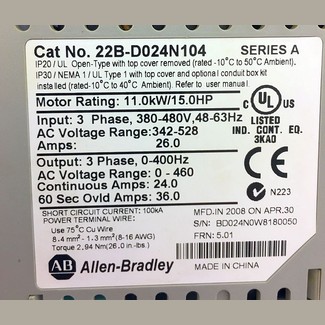 Cat No. 22B-D024N104 SERIES A
IP20 / UL Open-Type with top cover removed (rated -10°C to 50°C Ambient).
IP30 / NEMA 1 / UL Type 1 with top cover and optional conduit box kit
installed (rated -10°C to 40°C Ambient). Refer to user manual.
Motor Rating: 11.0kW/15.0HP
Input: 3 Phase, 380-480V,48-63Hz
AC Voltage Range:342-528
Amps: 26.0
Output: 3 Phase, 0-400Hz
AC Voltage Range: 0 - 460
Continuous Amps: 24.0
60 Sec Ovld Amps: 36.0
C UL US
LISTED
IND. CONT. EQ.
3KAD
CE
N223
SHORT CIRCUIT CURRENT: 100kA
POWER TERMINAL WIRE:
Use 75°C Cu Wire
8.4 mm² - 1.3 mm² (8-16 AWG)
Torque 2.94 Nm (26.0 in.-lbs.)
MFD.IN 2008 ON APR.30
S/N: BD024N0W8180050
FRN: 5.01
AB Allen-Bradley
MADE IN CHINA